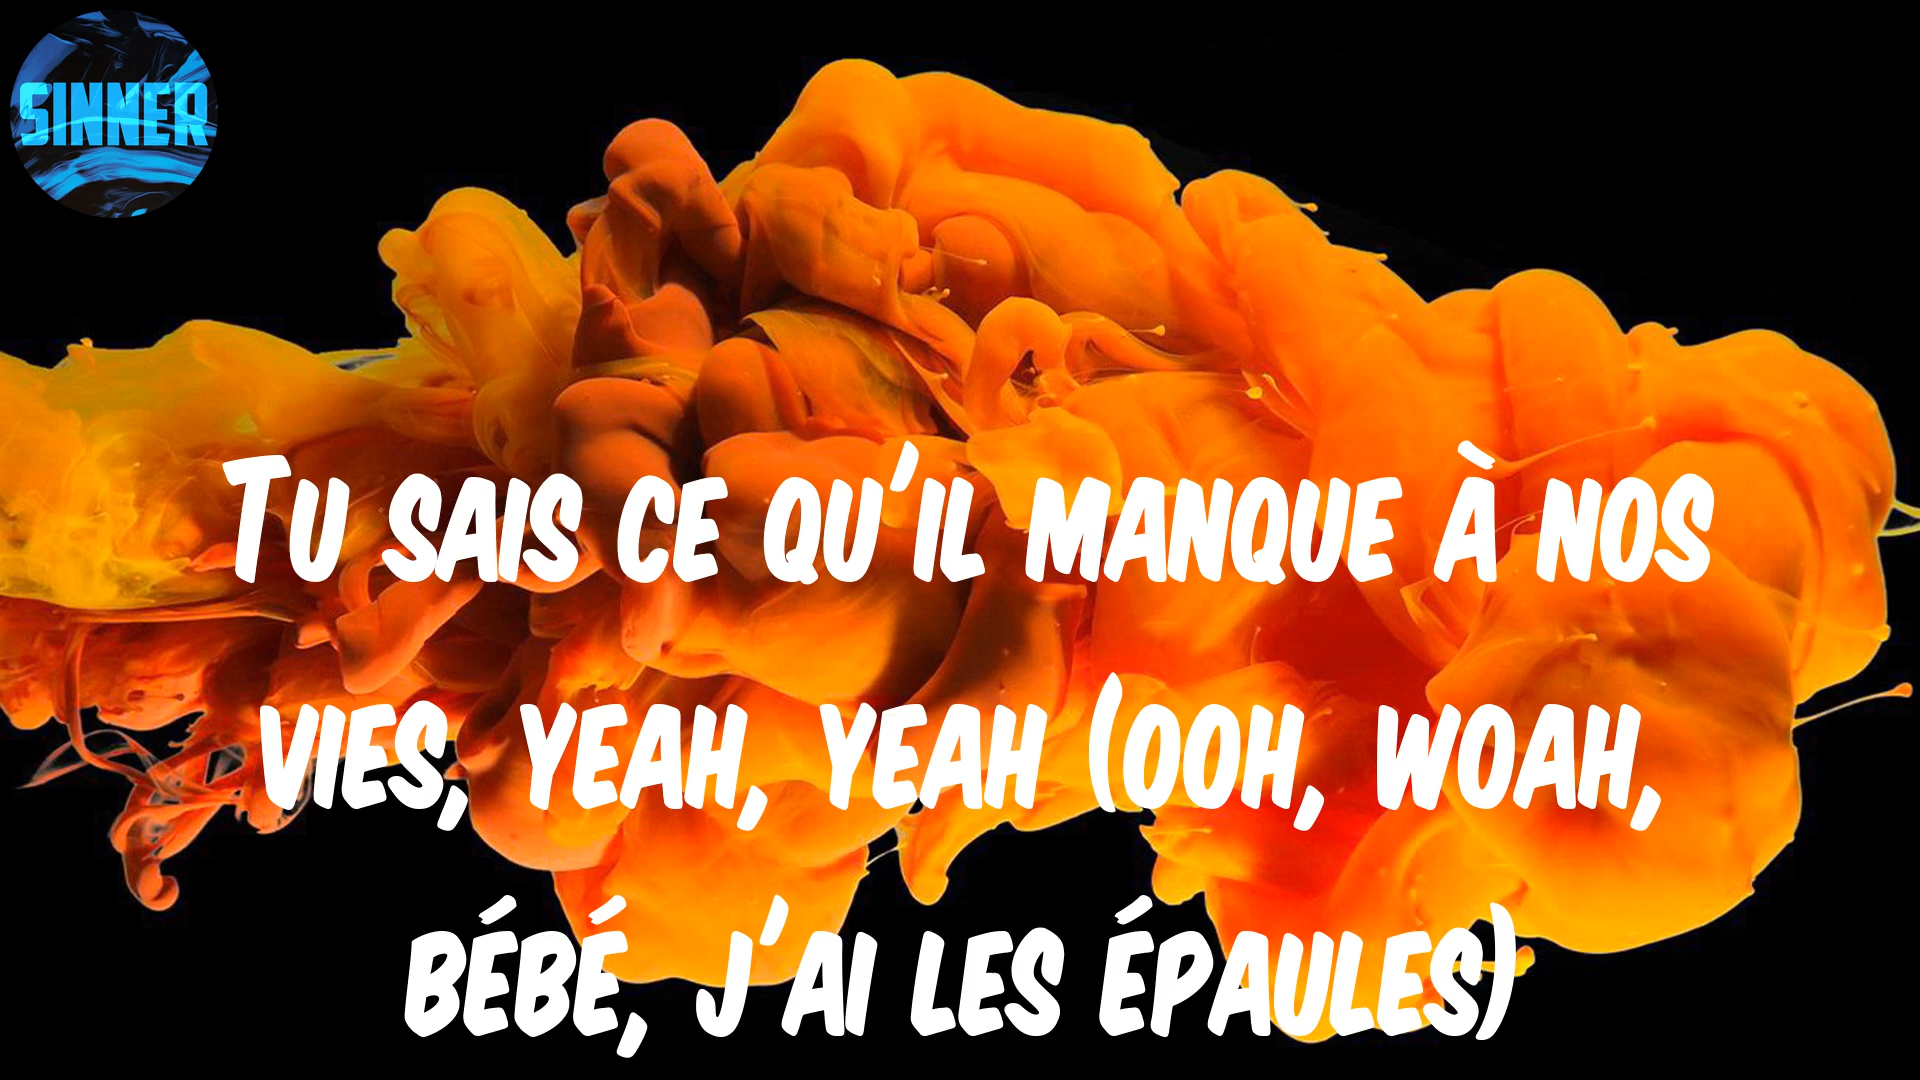 SINNER
Tu sais ce qu'il manque à nos
vies, yeah, yeah (ooh, woah,
bébé, j'ai les épaules)